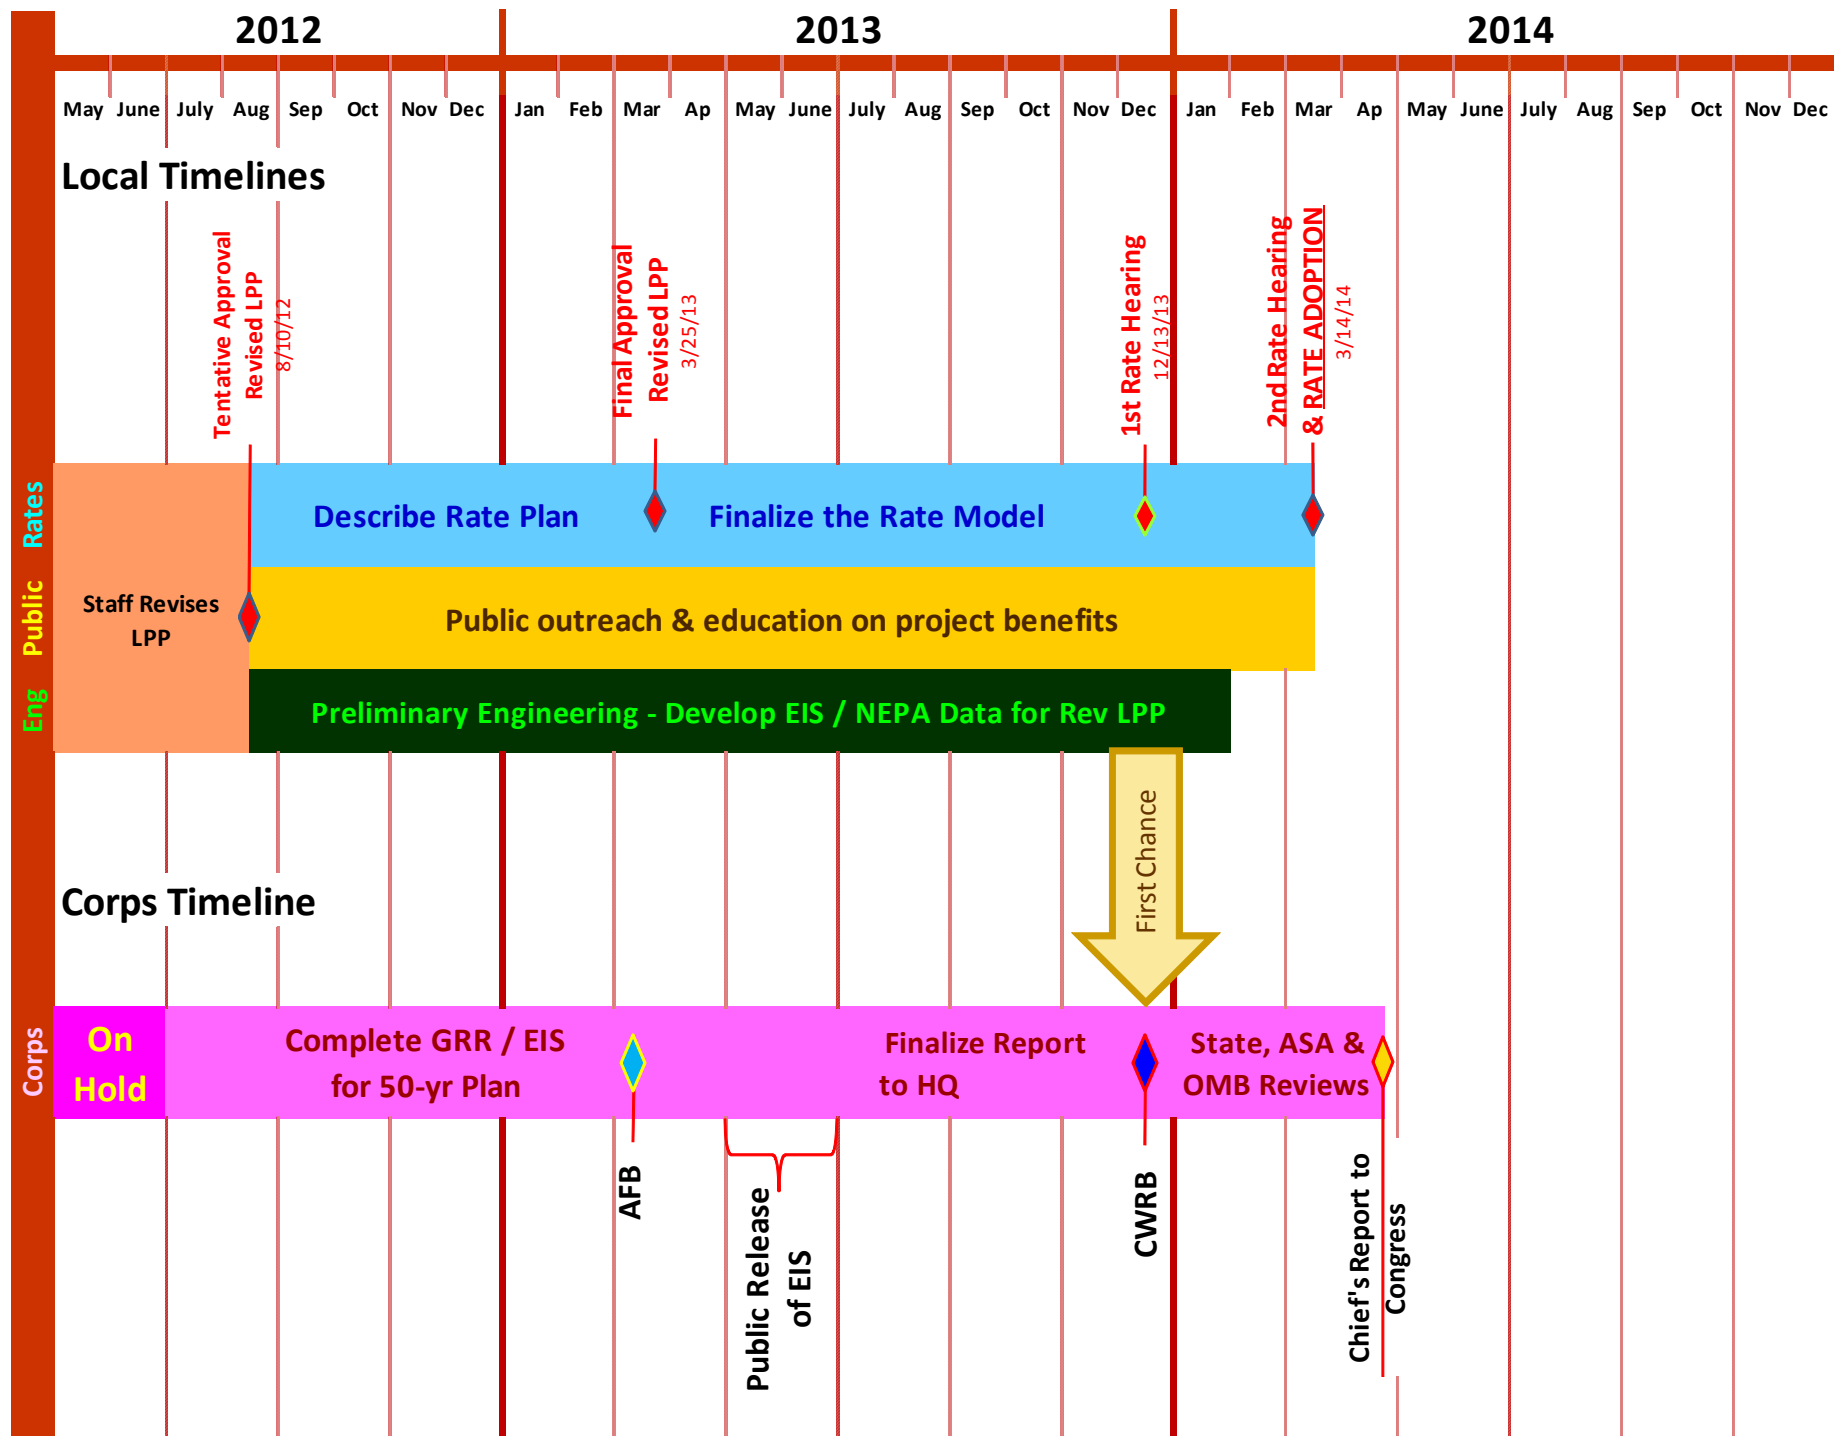 2012
2013
2014
May June July Aug Sep Oct Nov Dec Jan Feb Mar Ap May June July Aug Sep Oct Nov Dec Jan Feb Mar Ap May June July Aug Sep Oct Nov Dec
Local Timelines
Tentative Approval
Revised LPP
8/10/12
Final Approval
Revised LPP
3/25/13
1st Rate Hearing
12/13/13
2nd Rate Hearing
& RATE ADOPTION
3/14/14
Rates
Describe Rate Plan
Finalize the Rate Model
Public
Staff Revises
LPP
Public outreach & education on project benefits
Eng
Preliminary Engineering - Develop EIS / NEPA Data for Rev LPP
First Chance
Corps Timeline
Corps
On
Hold
Complete GRR / EIS
for 50-yr Plan
Finalize Report
to HQ
State, ASA &
OMB Reviews
AFB
Public Release
of EIS
CWRB
Chief's Report to
Congress